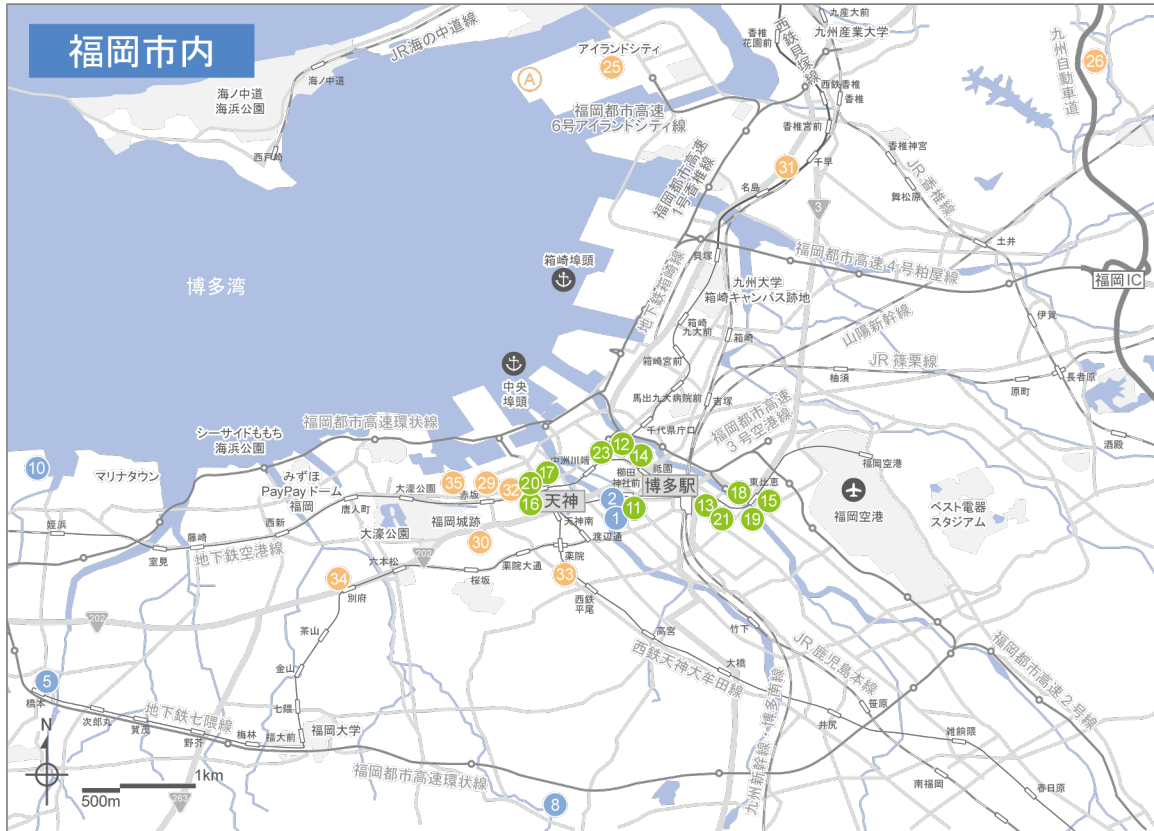 福岡市内
JR海の中道線
海ノ中道
海ノ中道
海浜公園
西戸崎
アイランドシティ
25
A
福岡都市高速
6号アイランドシティ線
香椎
花園前
西鉄貝塚線
九産大前
九州産業大学
西鉄香椎
香椎
香椎宮前
千早
31
名島
福岡都市高速
1号香椎線
3
香椎神宮
JR香椎線
舞松原
土井
九州自動車道
26
博多湾
箱崎埠頭
地下鉄箱崎線
貝塚
福岡都市高速4号粕屋線
福岡IC
九州大学
箱崎キャンパス跡地
箱崎
九大前
箱崎
山陽新幹線
伊賀
箱崎宮前
JR篠栗線
柚須
長者原
原町
中央
埠頭
馬出九大病院前
吉塚
千代県庁口
福岡都市高速
3号空港線
酒殿
福岡都市高速環状線
シーサイドももち
海浜公園
10
マリナタウン
みずほ
PayPayドーム
福岡
大濠公園
35
29
赤坂
32
20
17
16
天神
中洲川端
23
12
14
櫛田
神社前
祇園
博多駅
2
1
11
13
21
18
東比恵
15
19
福岡空港
福岡空港
ベスト電器
スタジアム
姪浜
室見
藤崎
西新
唐人町
地下鉄空港線
大濠公園
福岡城跡
30
202
天神南
渡辺通
薬院
薬院大通
桜坂
六本松
34
別府
33
西鉄
平尾
高宮
竹下
大橋
西鉄天神大牟田線
JR鹿児島本線
九州新幹線・博多南線
笹原
井尻
雑餉隈
南福岡
春日原
福岡都市高速2号線
202
茶山
金山
七隈
福大前
福岡大学
梅林
野芥
賀茂
次郎丸
橋本
5
地下鉄七隈線
福岡都市高速環状線
8
263
N
500m
1km